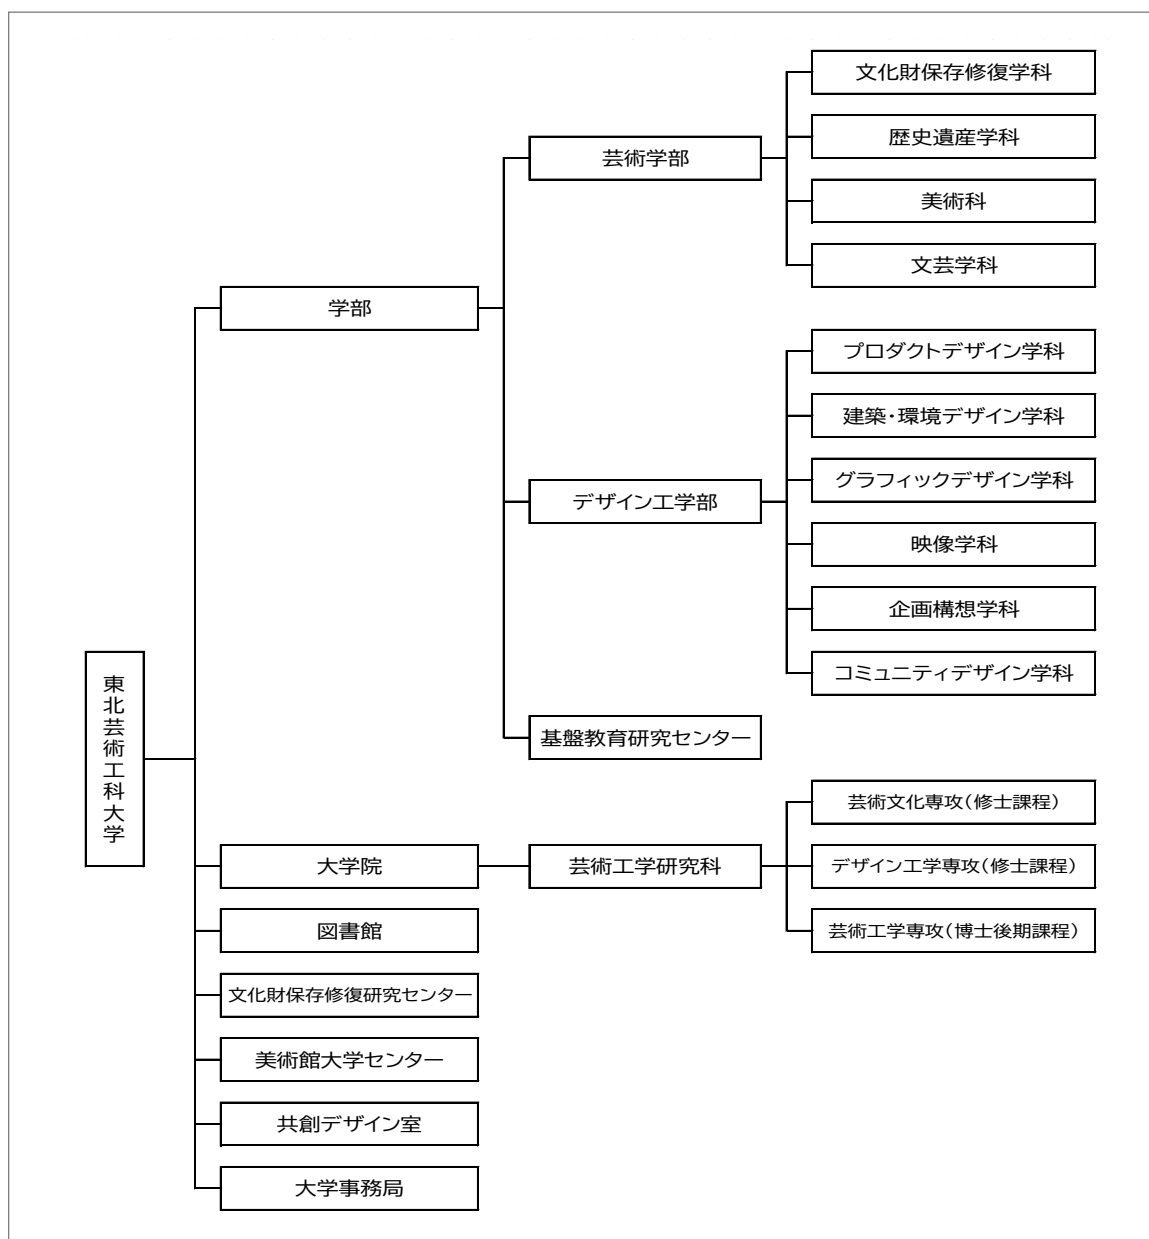 東北芸術工科大学
学部
芸術学部
文化財保存修復学科
歴史遺産学科
美術科
文芸学科
デザイン工学部
プロダクトデザイン学科
建築・環境デザイン学科
グラフィックデザイン学科
映像学科
企画構想学科
コミュニティデザイン学科
基盤教育研究センター
大学院
芸術工学研究科
芸術文化専攻(修士課程)
デザイン工学専攻(修士課程)
芸術工学専攻(博士後期課程)
図書館
文化財保存修復研究センター
美術館大学センター
共創デザイン室
大学事務局